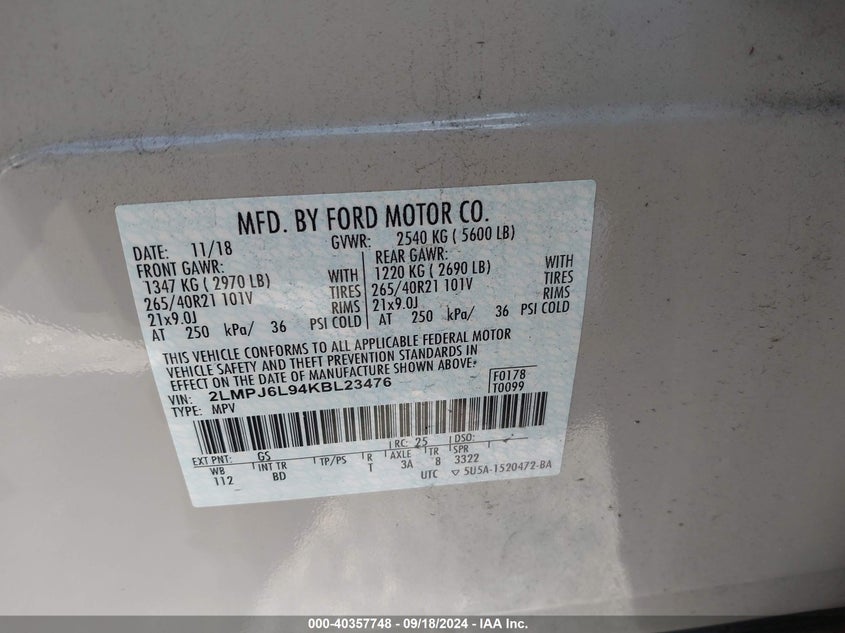 MFD. BY FORD MOTOR CO.
DATE: 11/18 GVWR: 2540 KG ( 5600 LB)
FRONT GAWR: REAR GAWR:
1347 KG ( 2970 LB) WITH 1220 KG ( 2690 LB) WITH
265/40R21 101V TIRES 265/40R21 101V TIRES
21x9.0J RIMS 21x9.0J RIMS
AT 250 kPa/ 36 PSI COLD AT 250 kPa/ 36 PSI COLD
THIS VEHICLE CONFORMS TO ALL APPLICABLE FEDERAL MOTOR
VEHICLE SAFETY AND THEFT PREVENTION STANDARDS IN
EFFECT ON THE DATE OF MANUFACTURE SHOWN ABOVE.
VIN: 2LMPJ6L94KBL23476 F0178
TYPE: MPV T0099
EXT PNT: GS RC: 25 DSO:
WB INT TR TP/PS R AXLE TR SPR
112 BD T 3A 8 3322
UTC ▽ 5U5A-1520472-BA
000-40357748 - 09/18/2024 - IAA Inc.